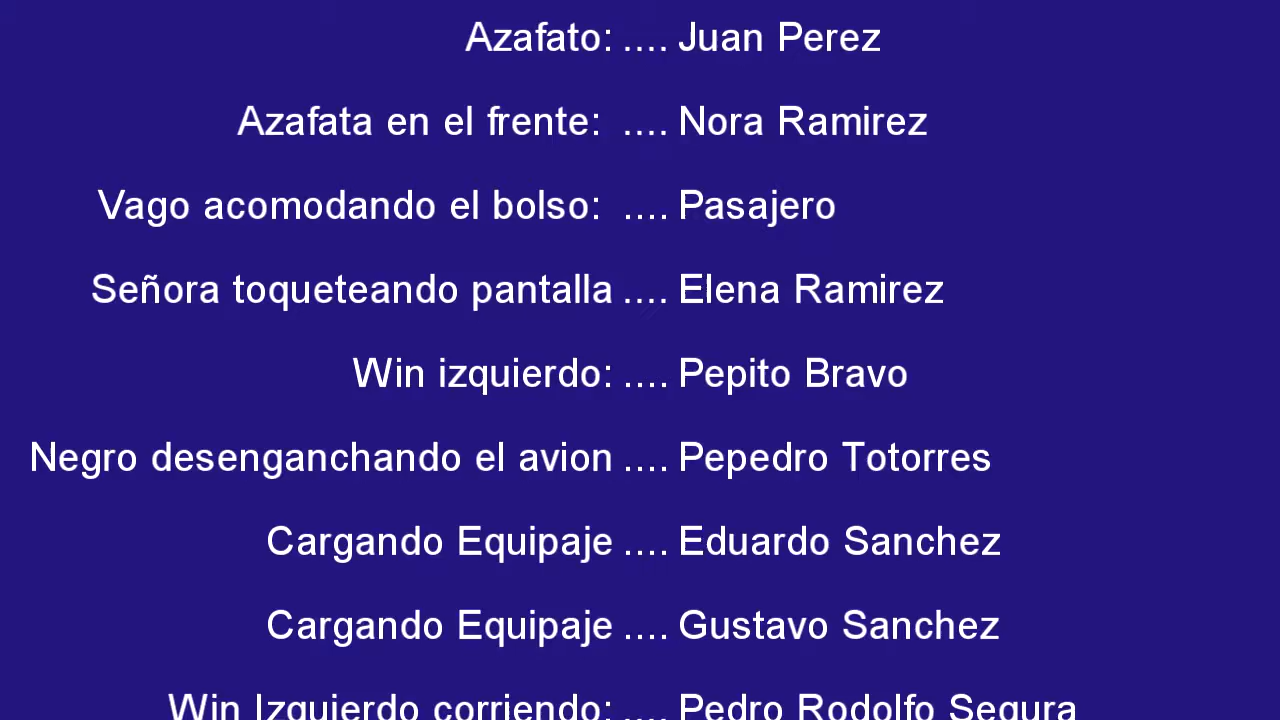 Azafato: .... Juan Perez
Azafata en el frente: .... Nora Ramirez
Vago acomodando el bolso: .... Pasajero
Señora toqueteando pantalla .... Elena Ramirez
Win izquierdo: .... Pepito Bravo
Negro desenganchando el avion .... Pepedro Totorres
Cargando Equipaje .... Eduardo Sanchez
Cargando Equipaje .... Gustavo Sanchez
Win Izquierdo corriendo: .... Pedro Rodolfo Segura